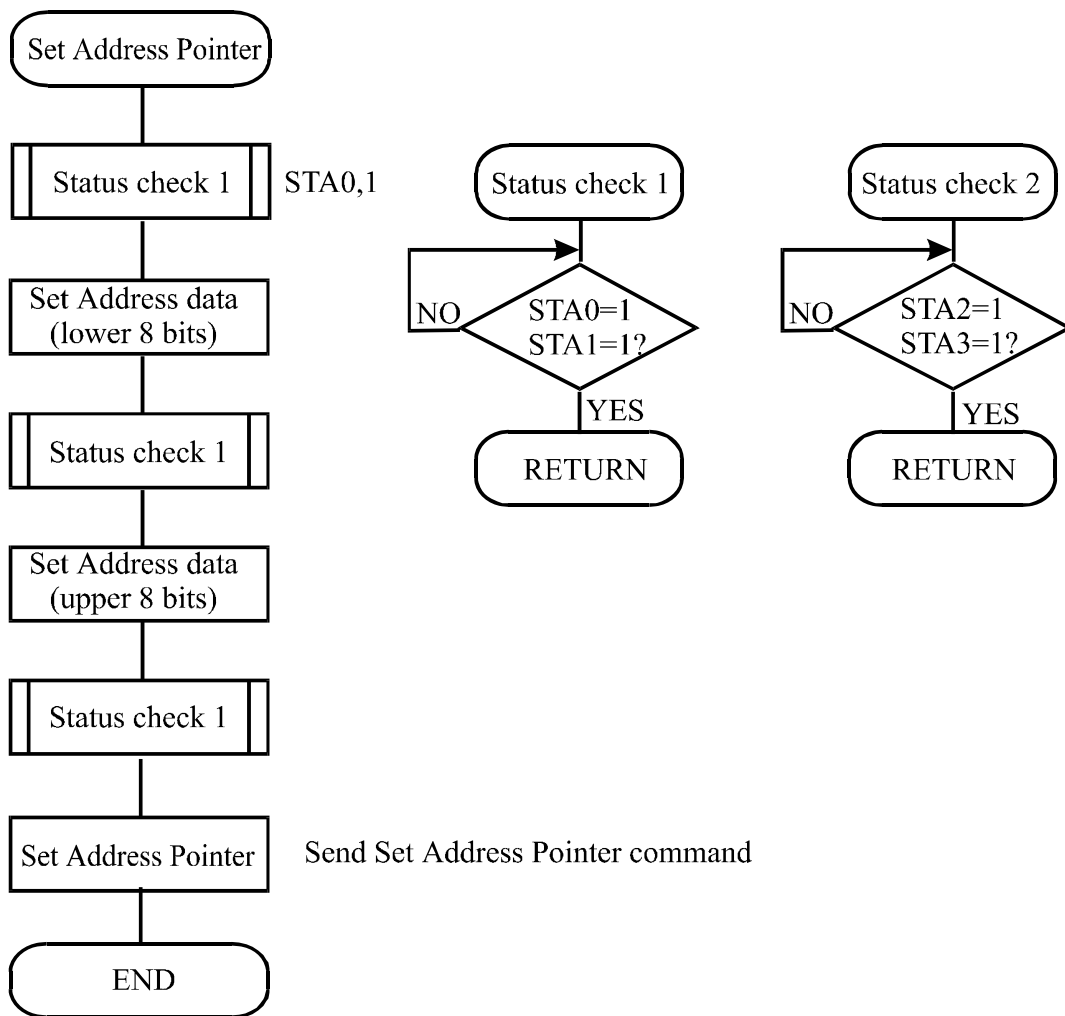 Set Address Pointer
Status check 1
STA0,1
Set Address data
(lower 8 bits)
Status check 1
Set Address data
(upper 8 bits)
Status check 1
Set Address Pointer
Send Set Address Pointer command
END
Status check 1
NO
STA0=1
STA1=1?
YES
RETURN
Status check 2
NO
STA2=1
STA3=1?
YES
RETURN